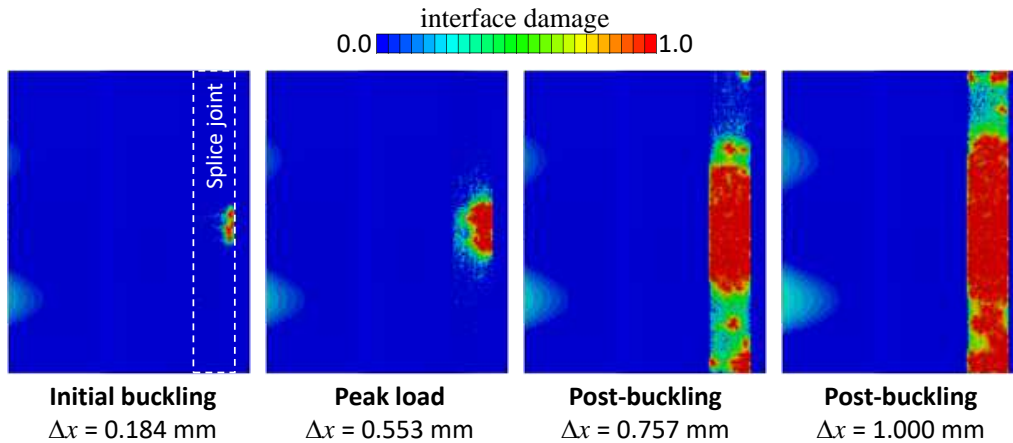 interface damage
0.0 1.0
Splice joint
Initial buckling
Δx = 0.184 mm
Peak load
Δx = 0.553 mm
Post-buckling
Δx = 0.757 mm
Post-buckling
Δx = 1.000 mm